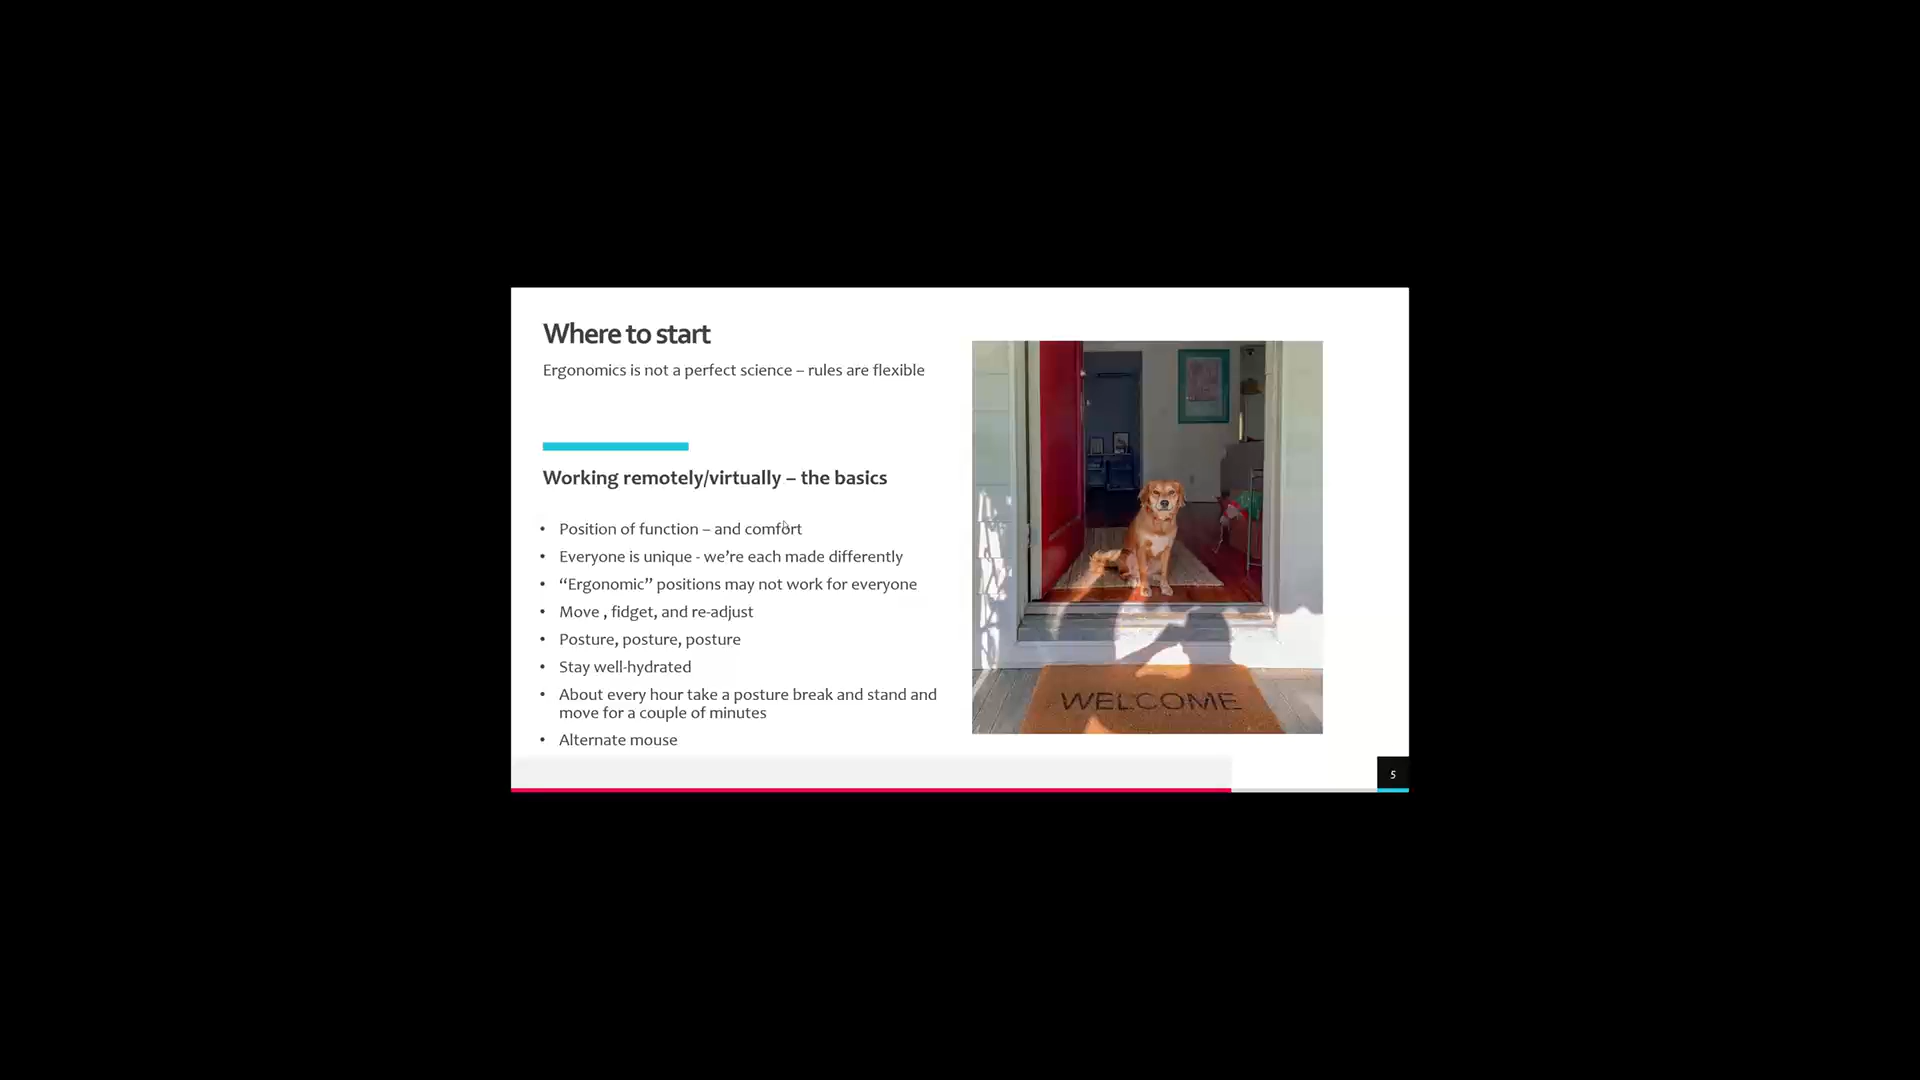 Where to start
Ergonomics is not a perfect science – rules are flexible
Working remotely/virtually – the basics
• Position of function – and comfort
• Everyone is unique - we’re each made differently
• “Ergonomic” positions may not work for everyone
• Move , fidget, and re-adjust
• Posture, posture, posture
• Stay well-hydrated
• About every hour take a posture break and stand and
move for a couple of minutes
• Alternate mouse
WELCOME
5